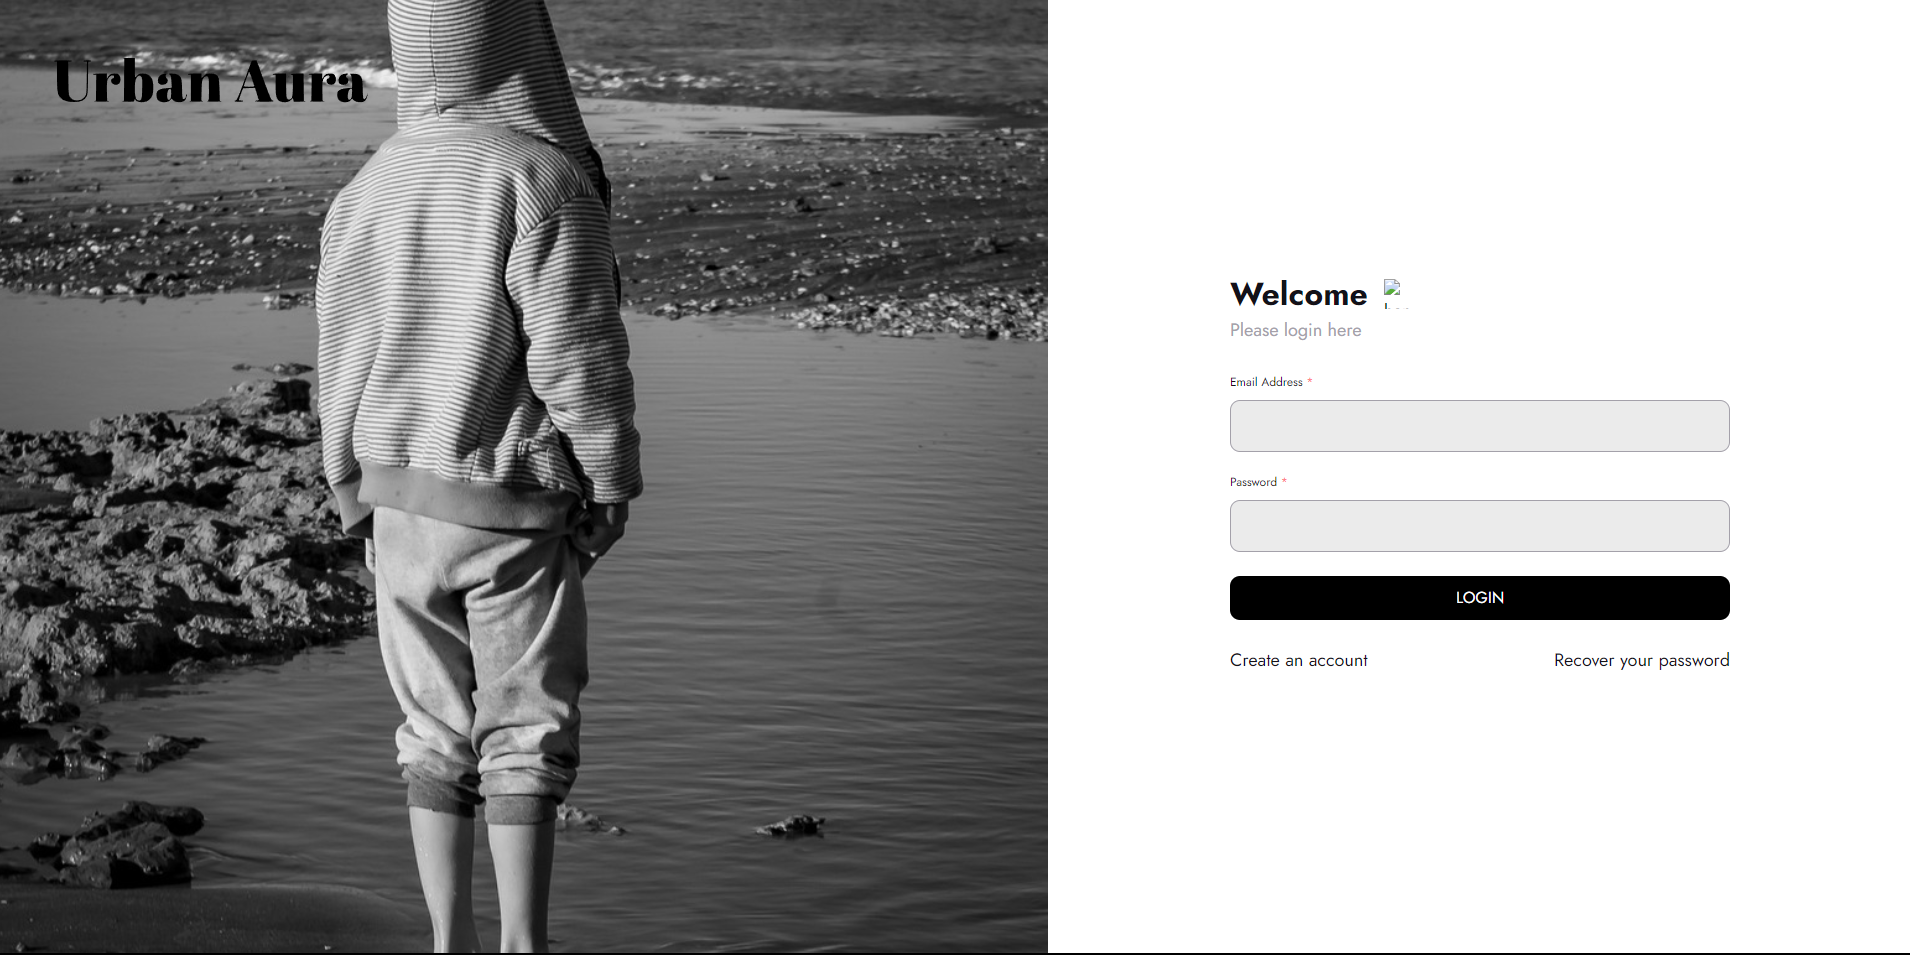 Urban Aura
Welcome
Please login here
Email Address *
Password *
LOGIN
Create an account
Recover your password